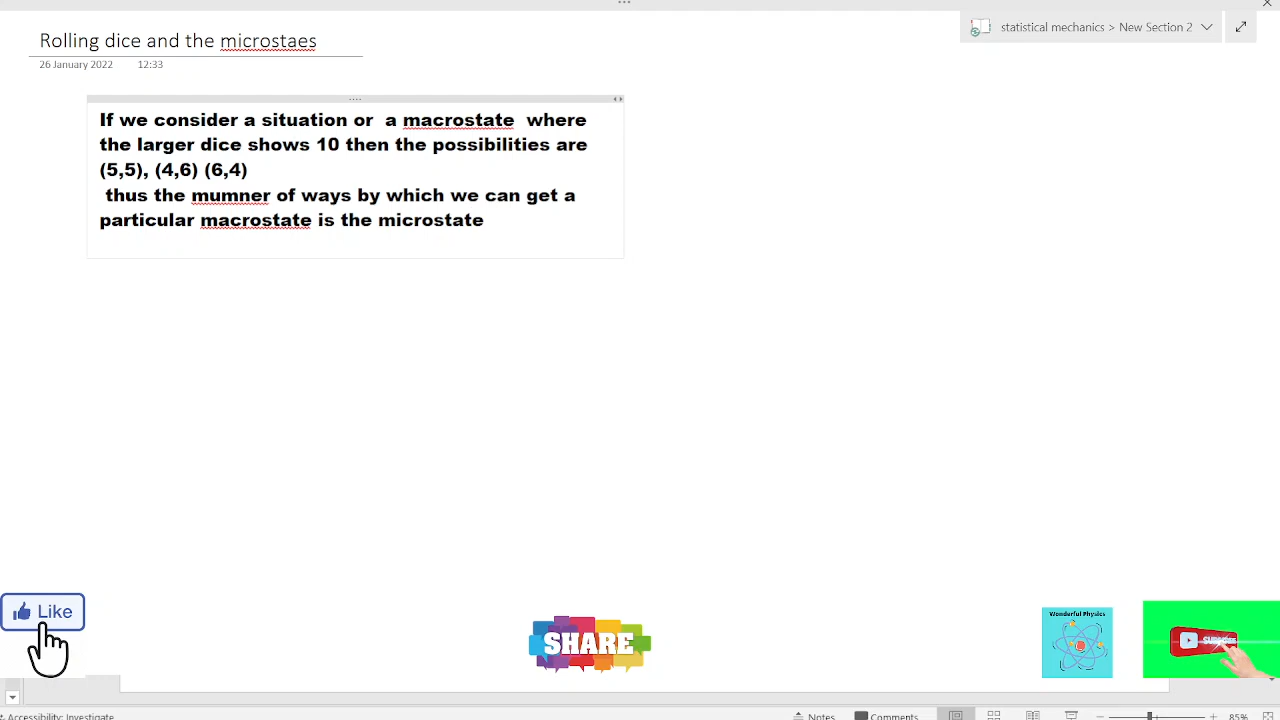 Rolling dice and the microstaes
26 January 2022 12:33
statistical mechanics > New Section 2
If we consider a situation or a macrostate where
the larger dice shows 10 then the possibilities are
(5,5), (4,6) (6,4)
thus the mumner of ways by which we can get a
particular macrostate is the microstate
Like
SHARE
Wonderful Physics
SUBSCRIBE
Accessibility: Investigate
Notes
Comments
85%